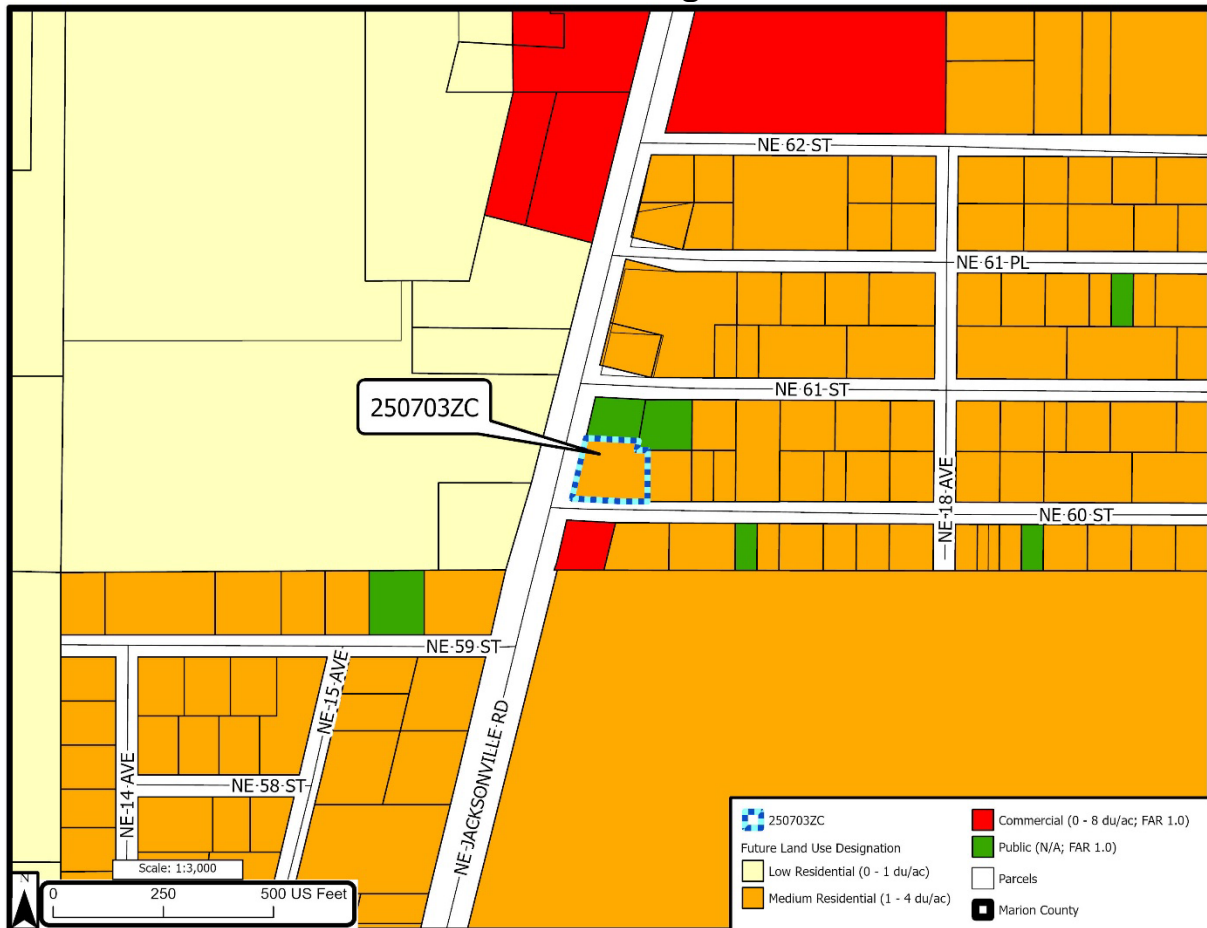 NE 62 ST
NE 61 PL
NE 61 ST
250703ZC
NE 18 AVE
NE 60 ST
NE 59 ST
NE 15 AVE
NE JACKSONVILLE RD
NE 58 ST
NE 14 AVE
Scale: 1:3,000
N
0 250 500 US Feet
250703ZC
Future Land Use Designation
Low Residential (0 - 1 du/ac)
Medium Residential (1 - 4 du/ac)
Commercial (0 - 8 du/ac; FAR 1.0)
Public (N/A; FAR 1.0)
Parcels
Marion County